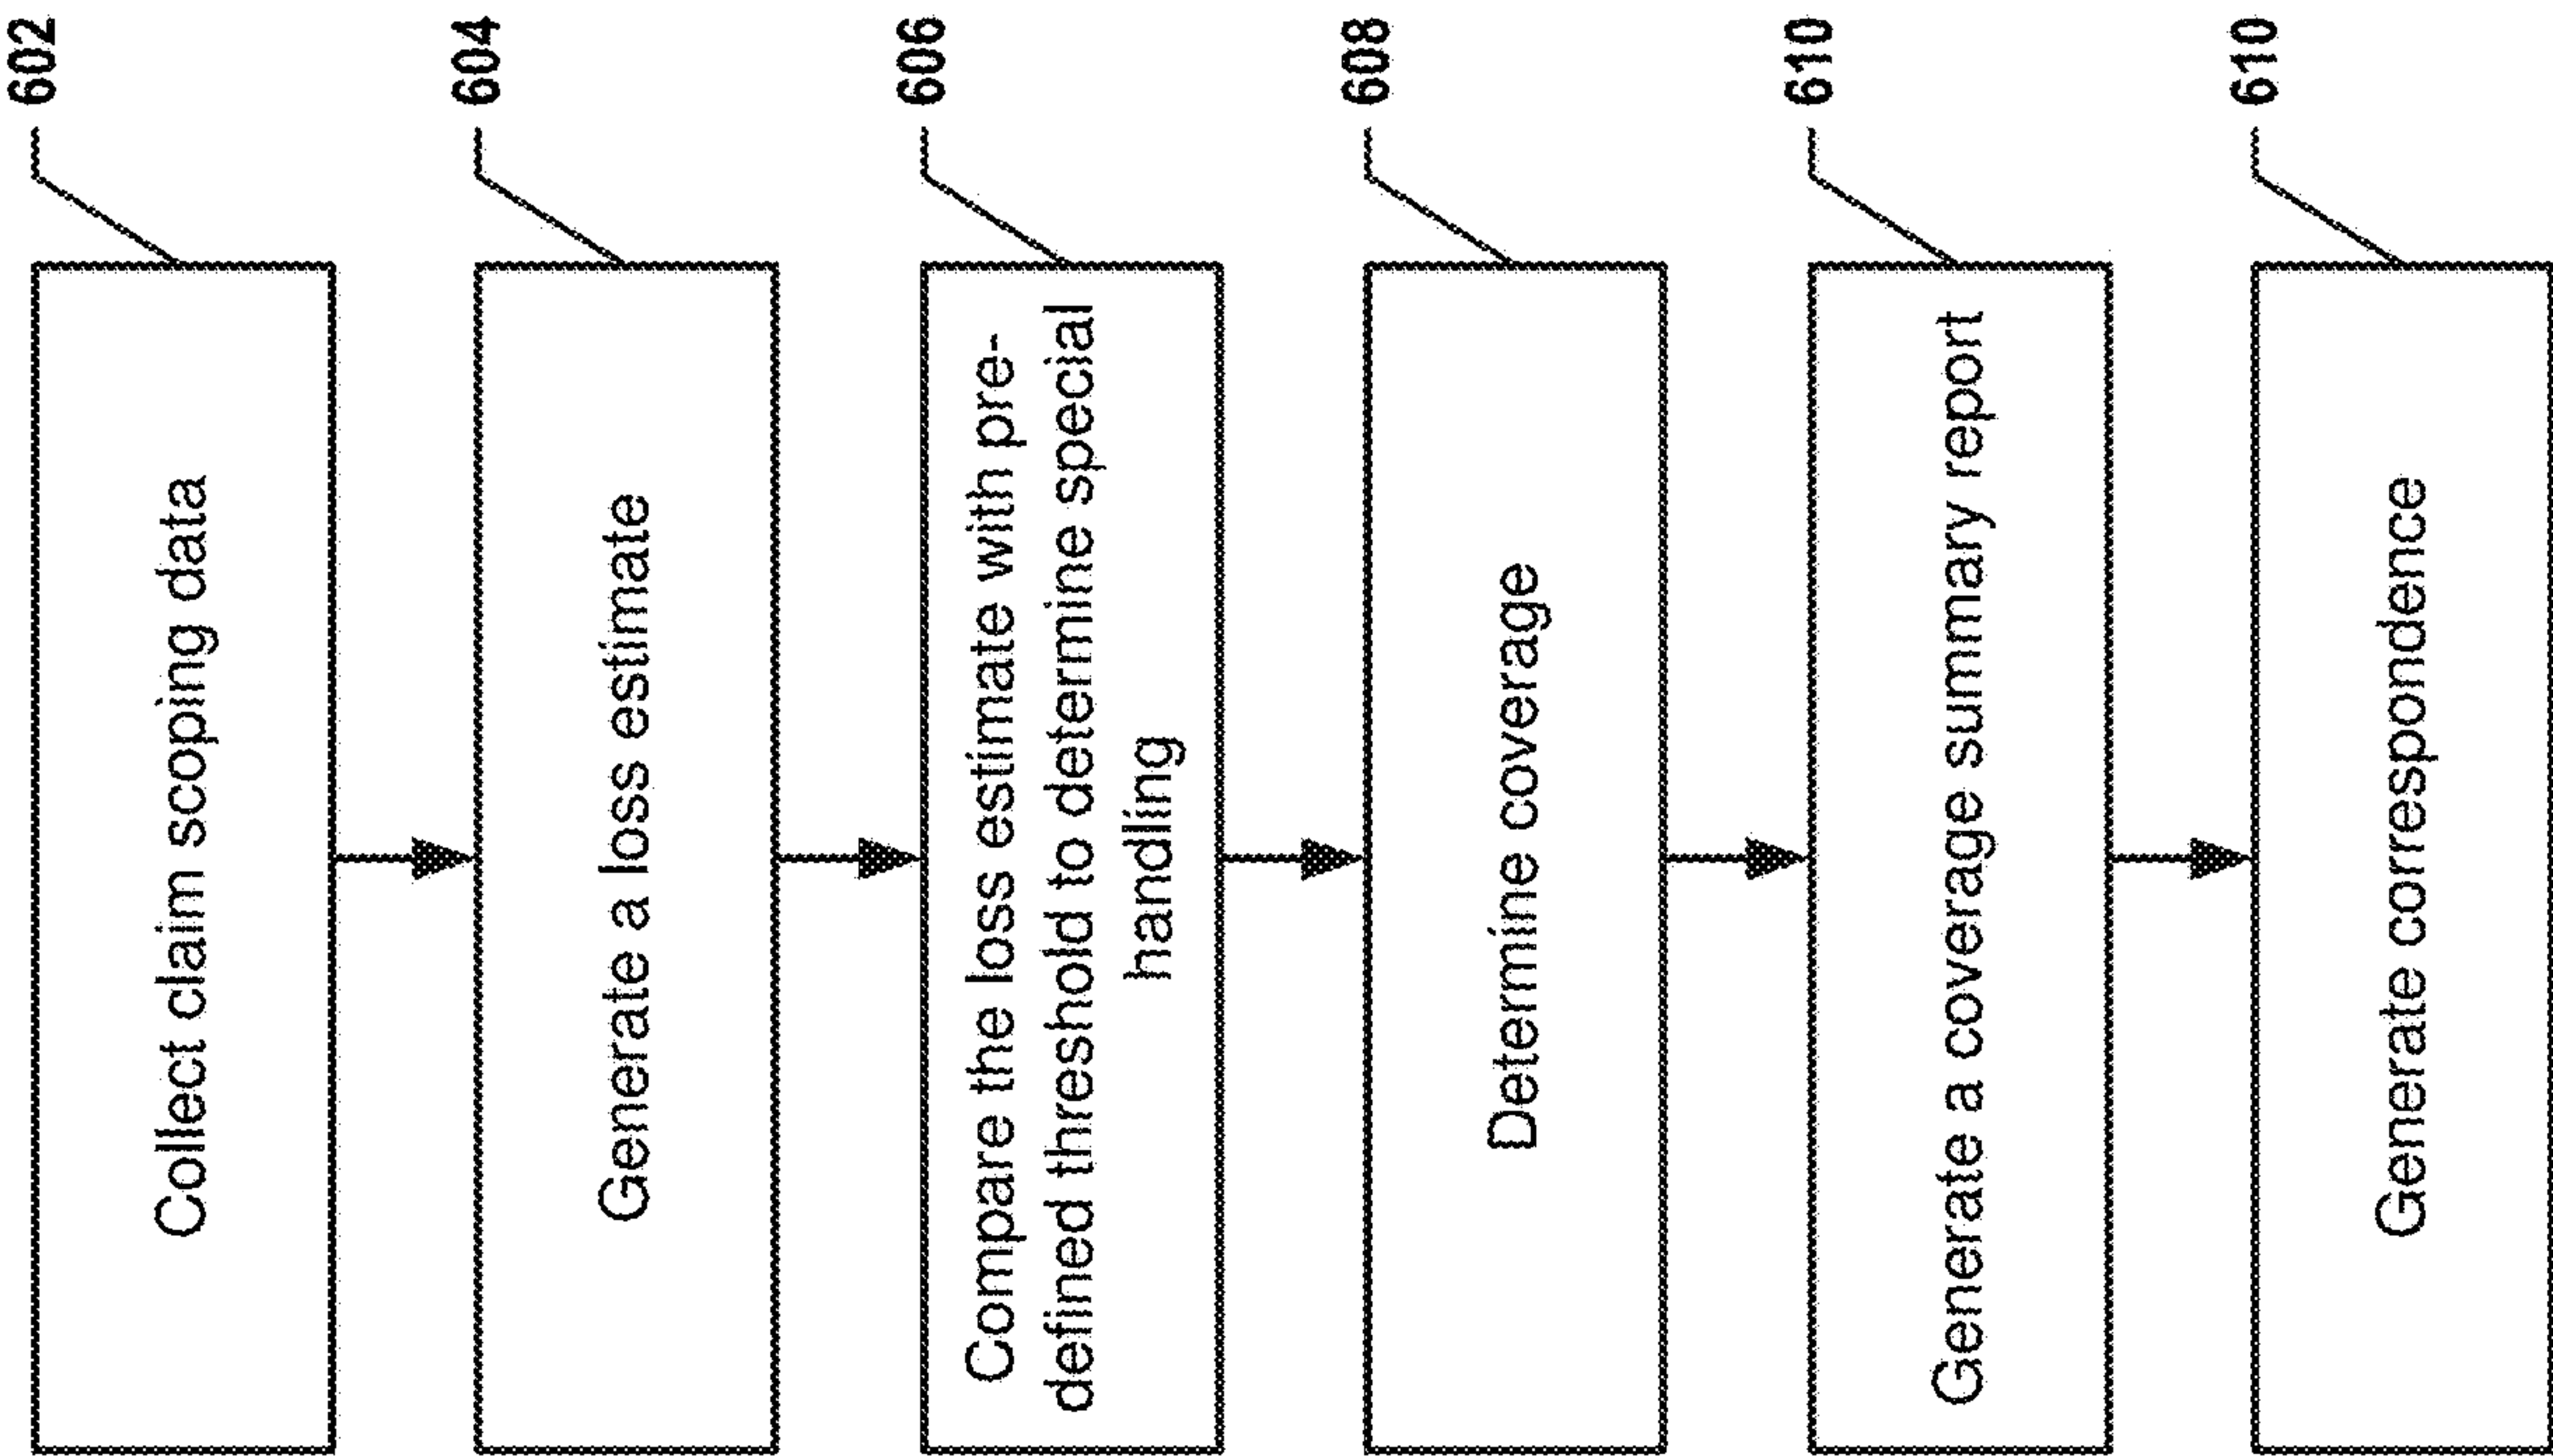 602
Collect claim scoping data
604
Generate a loss estimate
606
Compare the loss estimate with pre-
defined threshold to determine special
handling
608
Determine coverage
610
Generate a coverage summary report
610
Generate correspondence